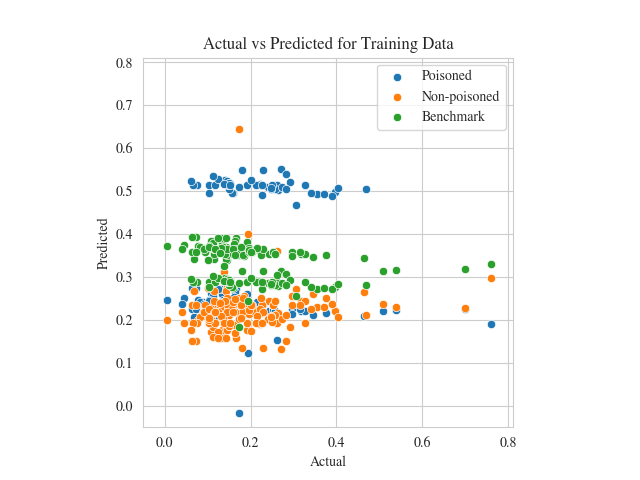 Actual vs Predicted for Training Data
Poisoned
Non-poisoned
Benchmark
Predicted
0.8
0.7
0.6
0.5
0.4
0.3
0.2
0.1
0.0
0.0 0.2 0.4 0.6 0.8
Actual